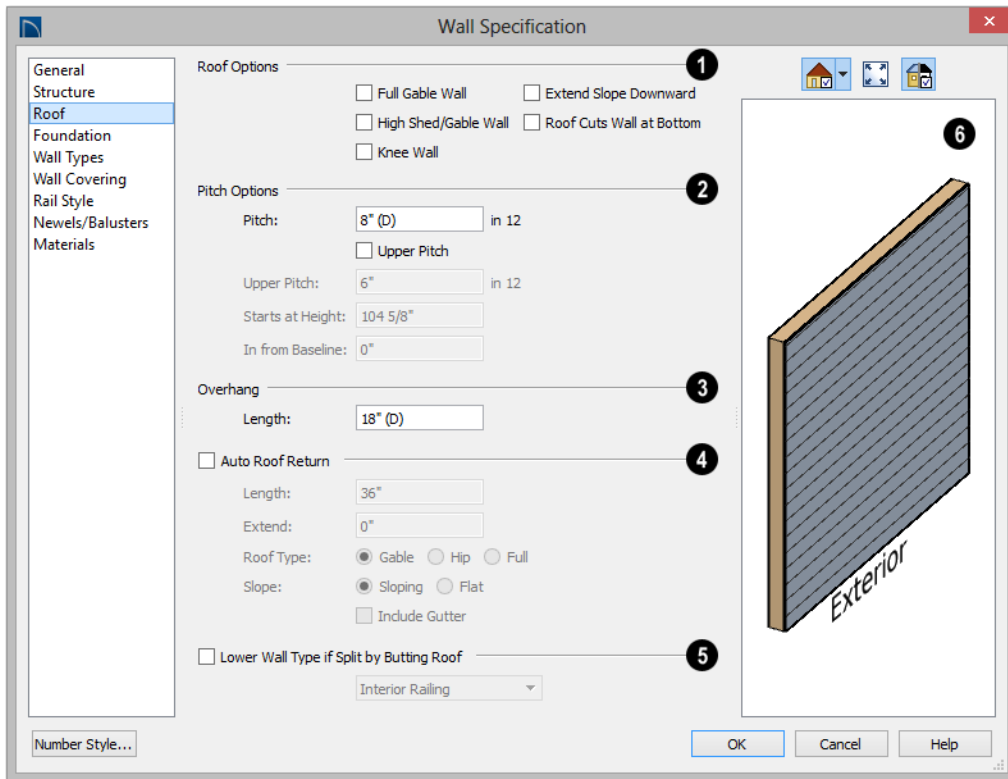 Wall Specification
General
Structure
Roof
Foundation
Wall Types
Wall Covering
Rail Style
Newels/Balusters
Materials
Roof Options 1
Full Gable Wall Extend Slope Downward
High Shed/Gable Wall Roof Cuts Wall at Bottom
Knee Wall
Pitch Options 2
Pitch: 8" (D) in 12
Upper Pitch
Upper Pitch: 6" in 12
Starts at Height: 104 5/8"
In from Baseline: 0"
Overhang 3
Length: 18" (D)
Auto Roof Return 4
Length: 36"
Extend: 0"
Roof Type: Gable Hip Full
Slope: Sloping Flat
Include Gutter
Lower Wall Type if Split by Butting Roof 5
Interior Railing
6
Exterior
Number Style... OK Cancel Help